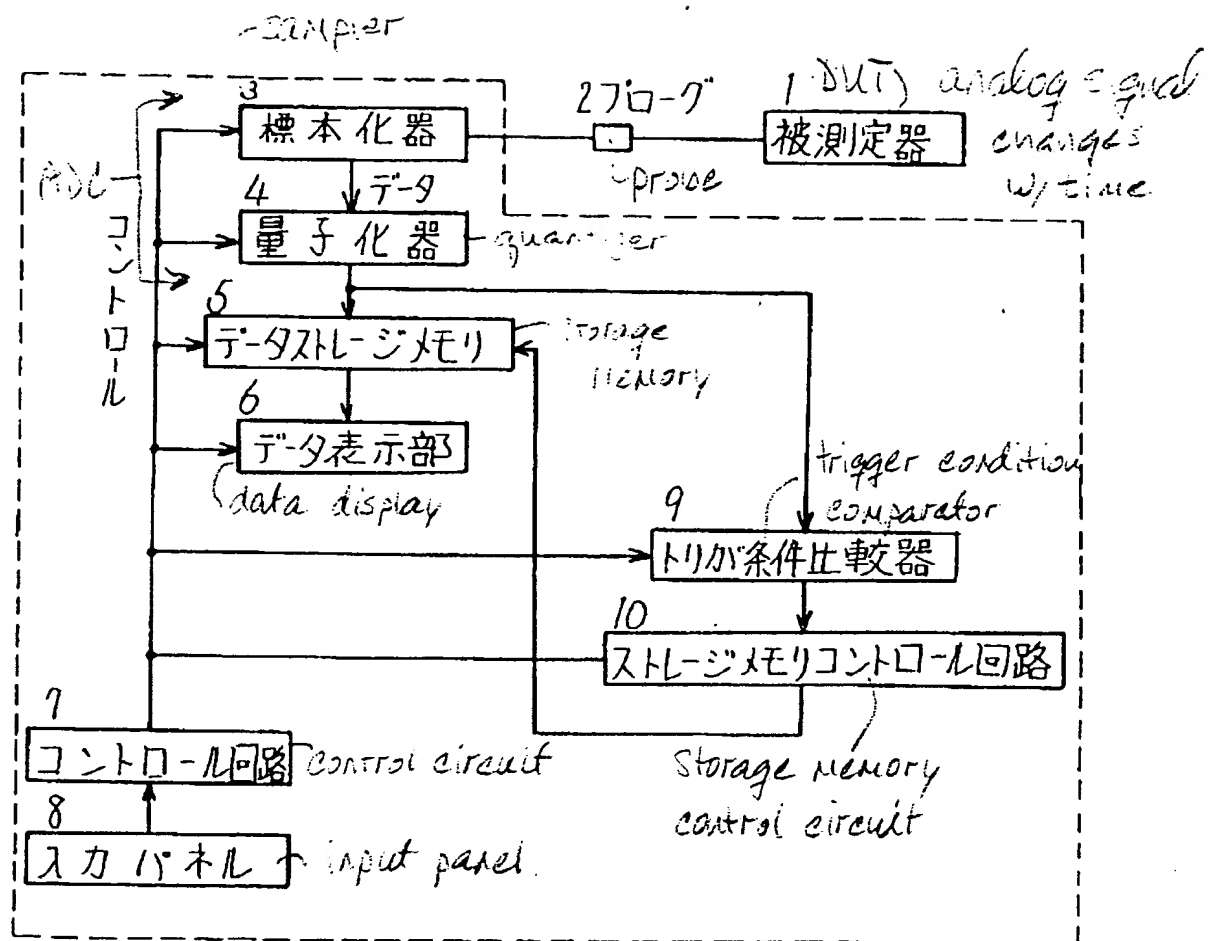 sampler
3
標本化器
2プローグ
probe
1 DUT) analog signal
changes
w/time
被測定器
ADC
コントロール
データ
4
量子化器
quantizer
5
データストレージメモリ
storage
memory
6
データ表示部
data display
trigger condition
comparator
9
トリガ条件比較器
10
ストレージメモリコントロール回路
storage memory
control circuit
7
コントロール回路
control circuit
8
入力パネル
input panel.